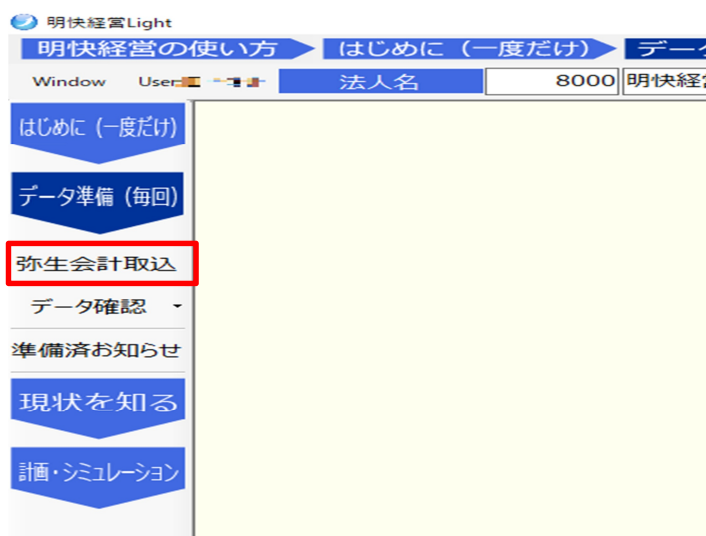 明快経営Light
明快経営の使い方 はじめに（一度だけ） データ
Window User 法人名 8000 明快経
はじめに（一度だけ）
データ準備（毎回）
弥生会計取込
データ確認
準備済お知らせ
現状を知る
計画・シミュレーション